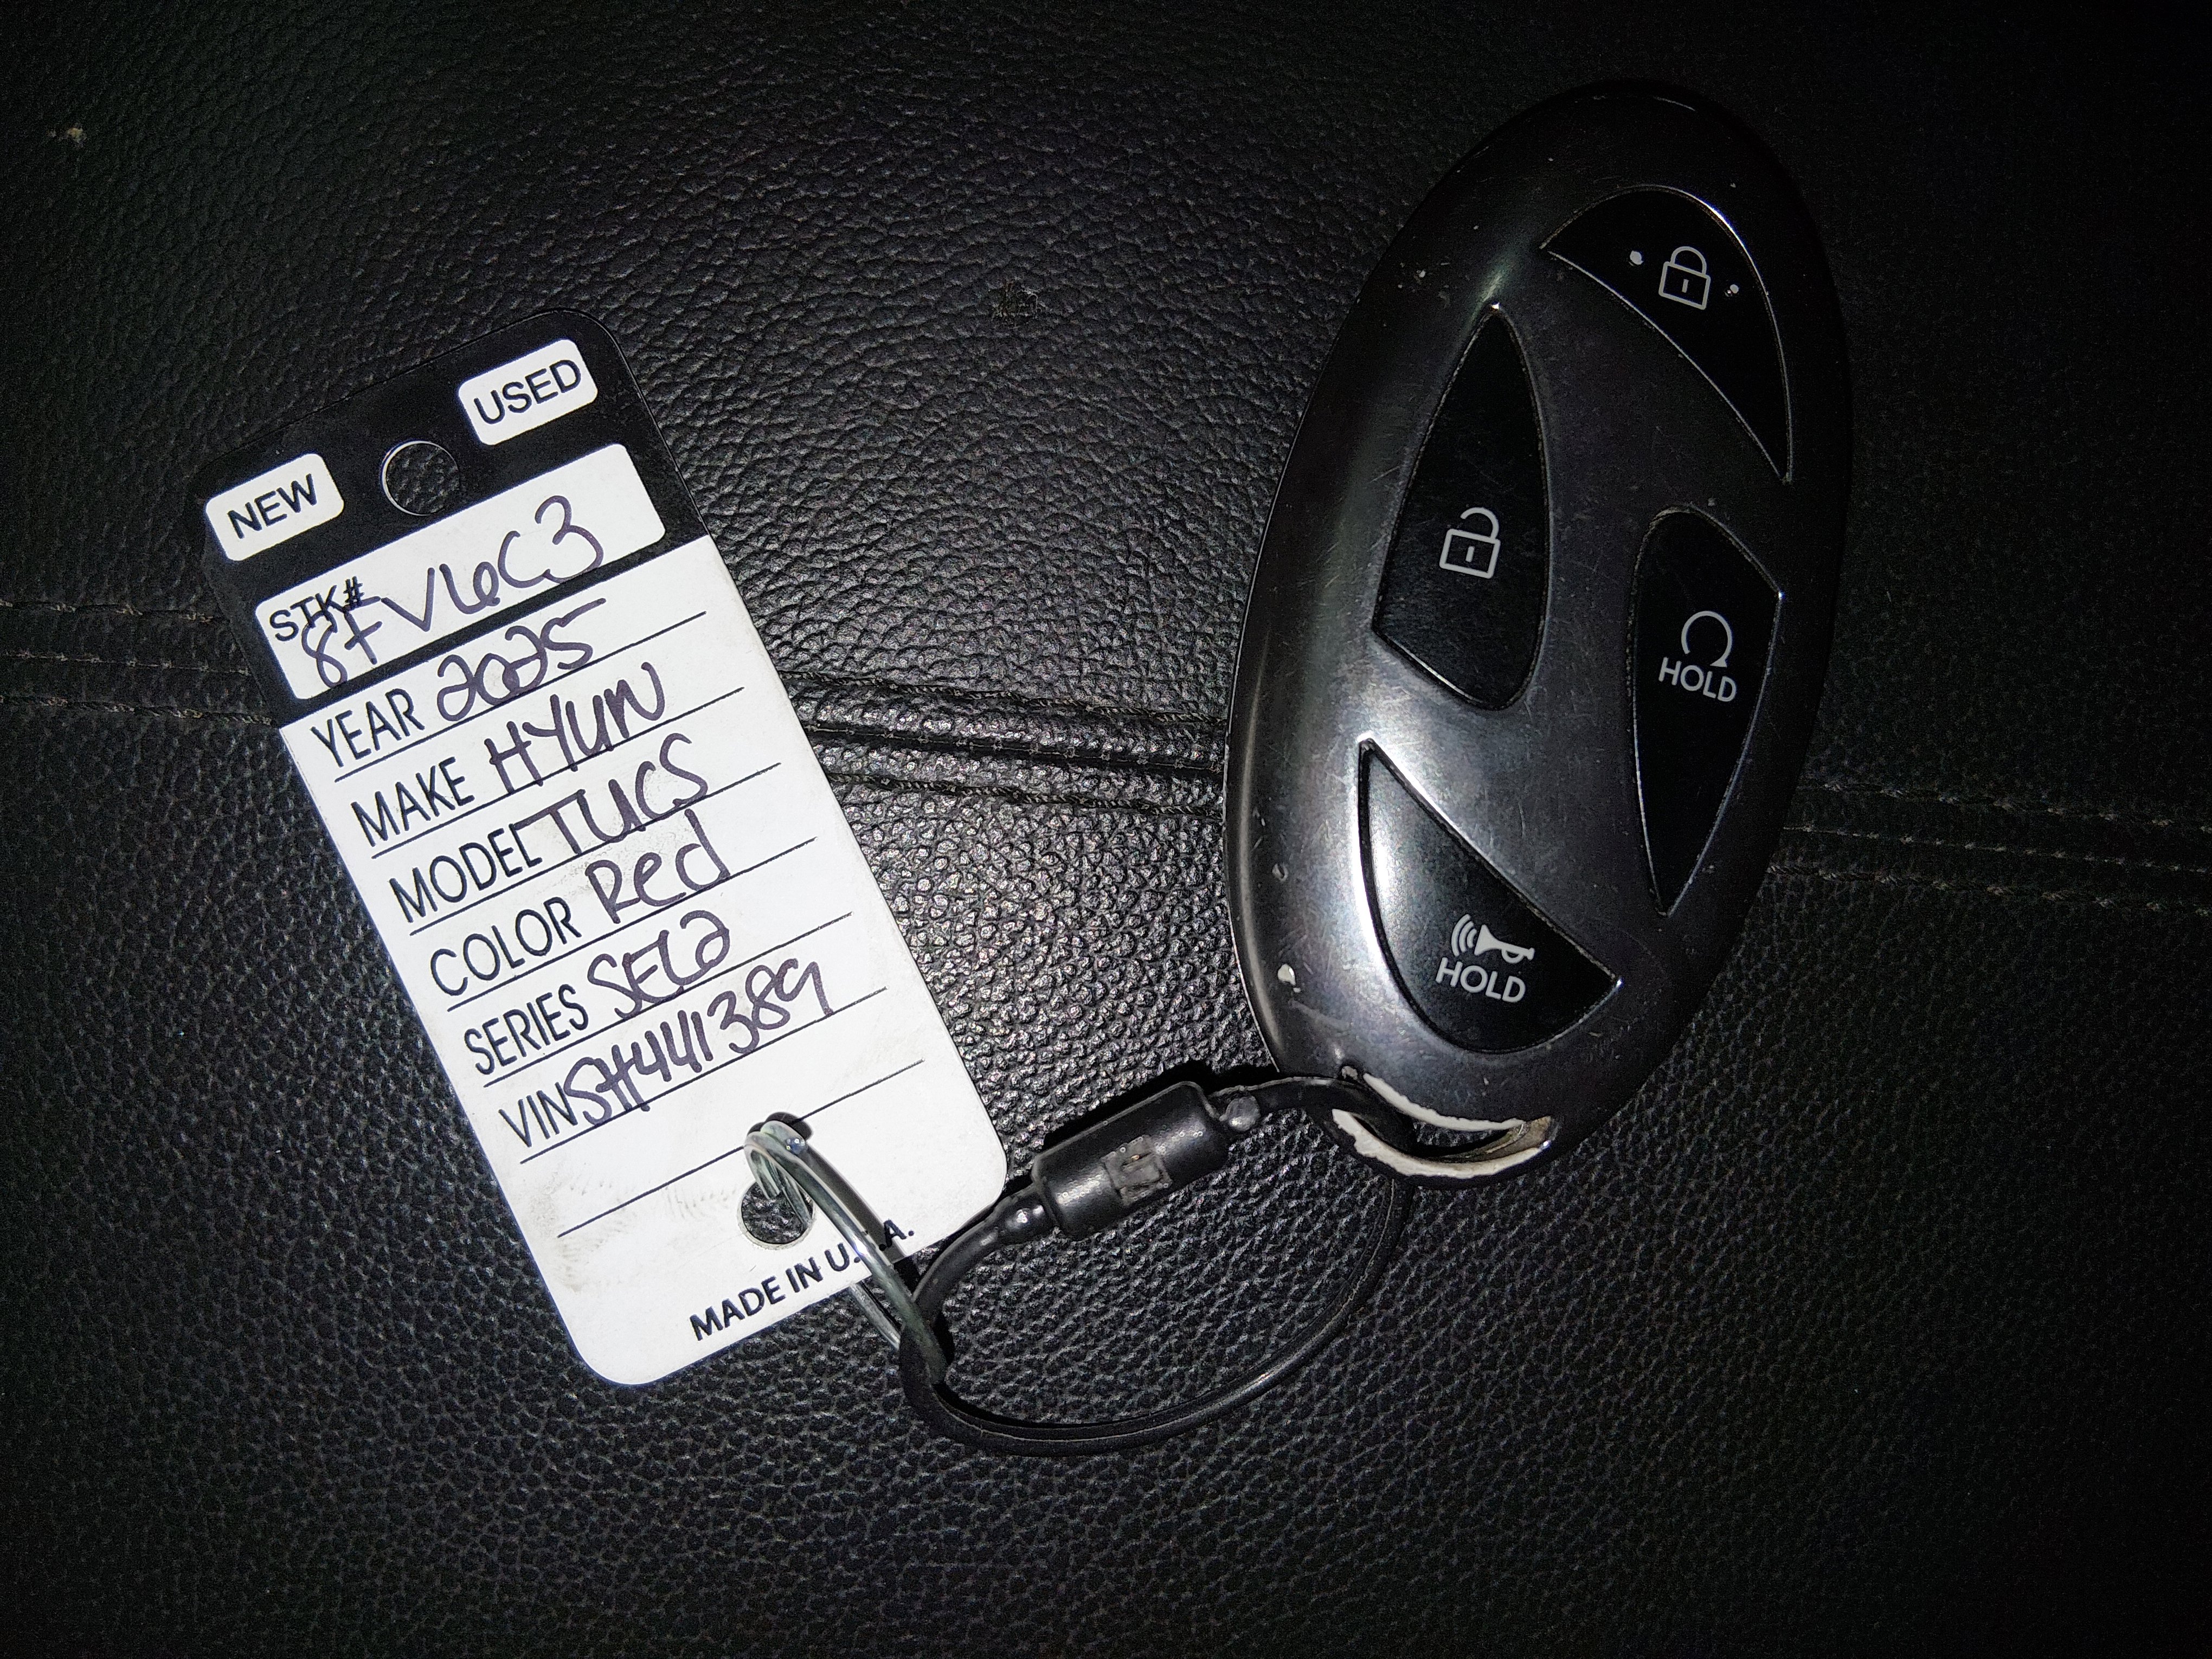 NEW
USED
STK# 8FVL6C3
YEAR 2025
MAKE HYUN
MODEL TUCS
COLOR Red
SERIES SEL2
VIN SH441389
MADE IN U.S.A.
HOLD
HOLD